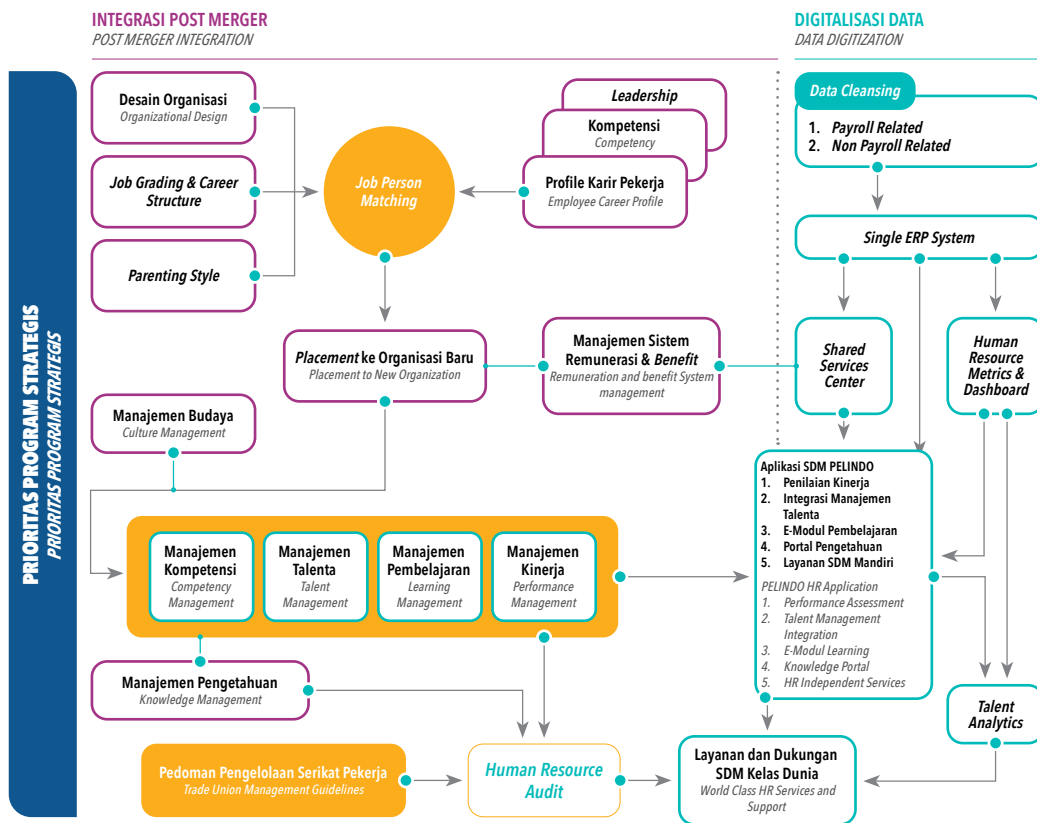 INTEGRASI POST MERGER
POST MERGER INTEGRATION
DIGITALISASI DATA
DATA DIGITIZATION
PRIORITAS PROGRAM STRATEGIS
PRIORITAS PROGRAM STRATEGIS
Desain Organisasi
Organizational Design
Job Grading & Career
Structure
Parenting Style
Job Person
Matching
Leadership
Kompetensi
Competency
Profile Karir Pekerja
Employee Career Profile
Data Cleansing
1. Payroll Related
2. Non Payroll Related
Single ERP System
Placement ke Organisasi Baru
Placement to New Organization
Manajemen Sistem
Remunerasi & Benefit
Remuneration and benefit System
management
Shared
Services
Center
Human
Resource
Metrics &
Dashboard
Manajemen Budaya
Culture Management
Manajemen
Kompetensi
Competency
Management
Manajemen
Talenta
Talent
Management
Manajemen
Pembelajaran
Learning
Management
Manajemen
Kinerja
Performance
Management
Aplikasi SDM PELINDO
1. Penilaian Kinerja
2. Integrasi Manajemen
Talenta
3. E-Modul Pembelajaran
4. Portal Pengetahuan
5. Layanan SDM Mandiri
PELINDO HR Application
1. Performance Assessment
2. Talent Management
Integration
3. E-Modul Learning
4. Knowledge Portal
5. HR Independent Services
Manajemen Pengetahuan
Knowledge Management
Talent
Analytics
Pedoman Pengelolaan Serikat Pekerja
Trade Union Management Guidelines
Human Resource
Audit
Layanan dan Dukungan
SDM Kelas Dunia
World Class HR Services and
Support